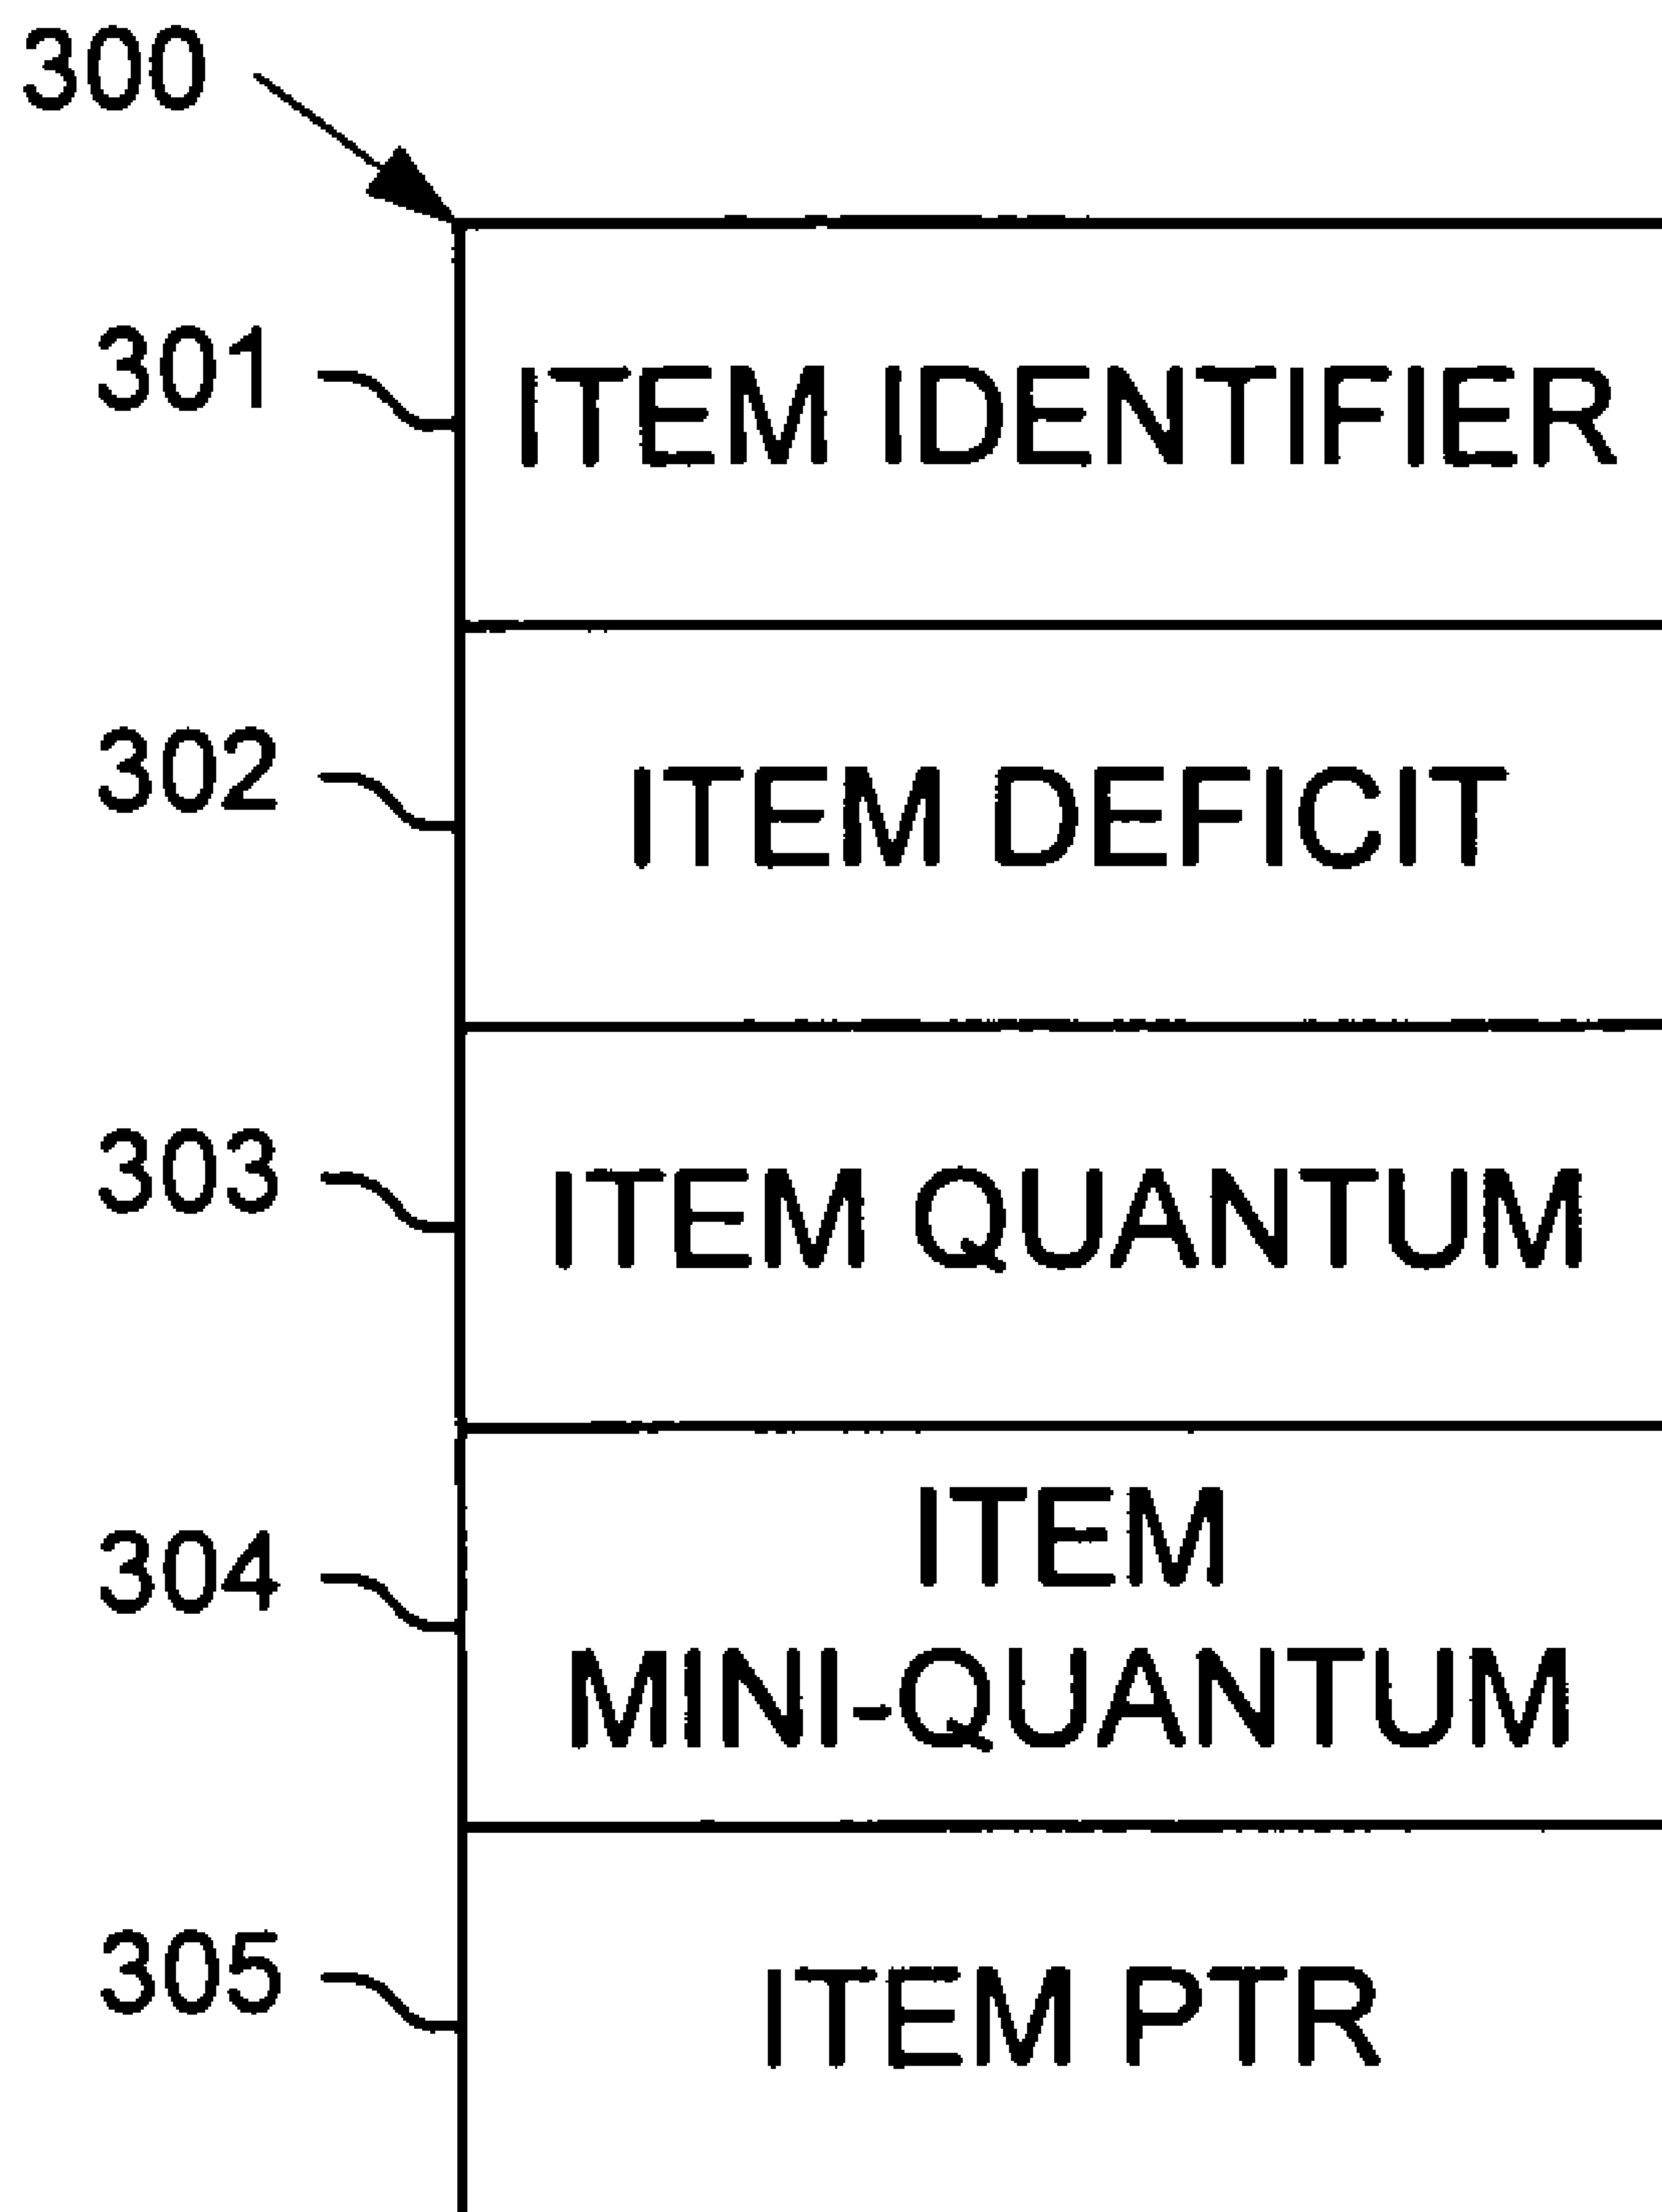 300
301 ITEM IDENTIFIER
302 ITEM DEFICIT
303 ITEM QUANTUM
304 ITEM
MINI-QUANTUM
305 ITEM PTR